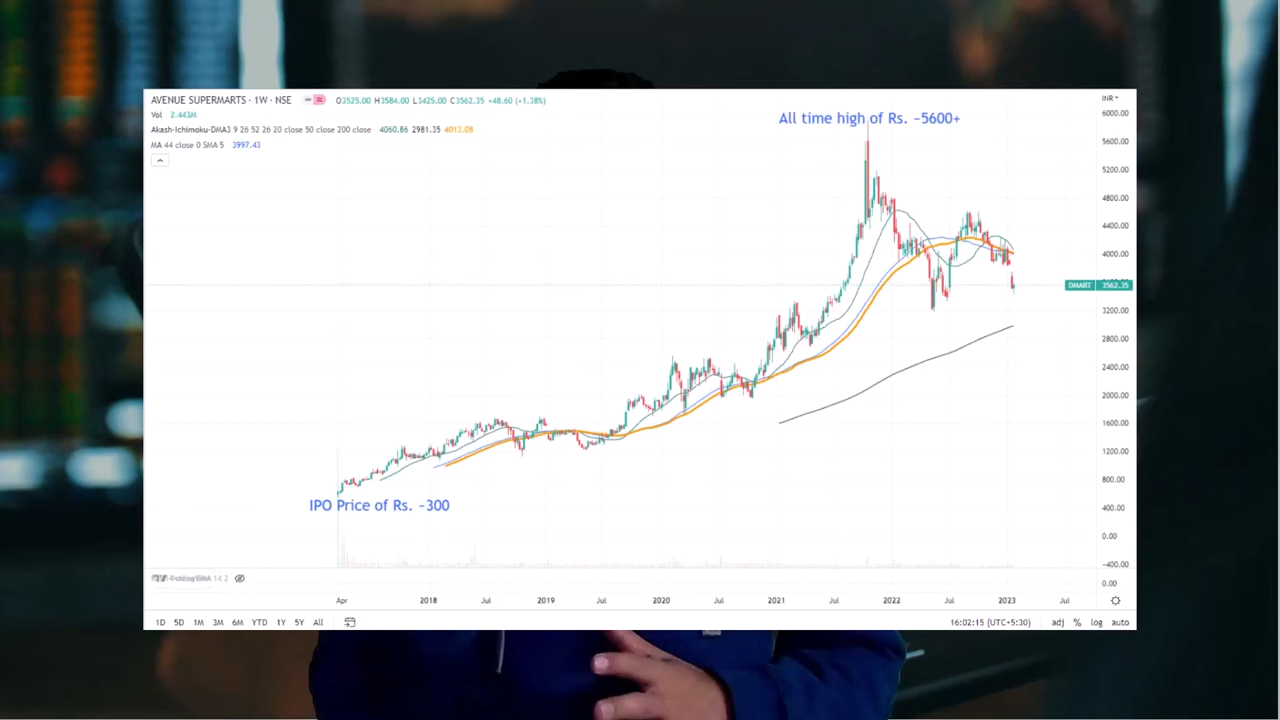 AVENUE SUPERMARTS · 1W · NSE O3525.00 H3584.00 L3425.00 C3562.35 +48.60 (+1.38%)
INR
Vol 2.443M
All time high of Rs. ~5600+
Akash-Ichimoku-DMA3 9 26 52 26 20 close 50 close 200 close 4060.86 2981.35 4013.08
MA 44 close 0 SMA 5 3997.43
6000.00
5600.00
5200.00
4800.00
4400.00
4000.00
DMART 3562.35
3200.00
2800.00
2400.00
2000.00
1600.00
1200.00
800.00
IPO Price of Rs. ~300
400.00
0.00
−400.00
14 2
0.00
Apr 2018 Jul 2019 Jul 2020 Jul 2021 Jul 2022 Jul 2023 Jul
1D 5D 1M 3M 6M YTD 1Y 5Y All 16:02:15 (UTC+5:30) adj % log auto